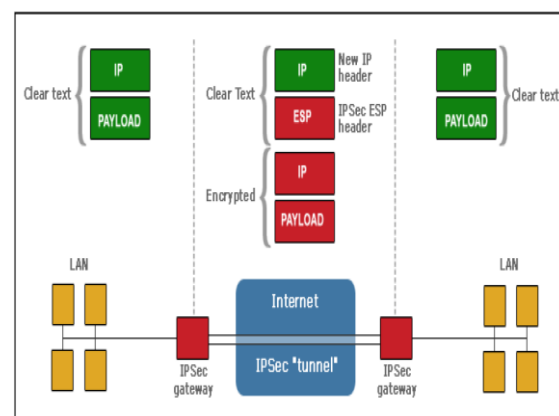 Clear text
IP
PAYLOAD
Clear Text
IP
New IP
header
ESP
IPSec ESP
header
Encrypted
IP
PAYLOAD
IP
PAYLOAD
Clear text
LAN
IPSec
gateway
Internet
IPSec "tunnel"
IPSec
gateway
LAN